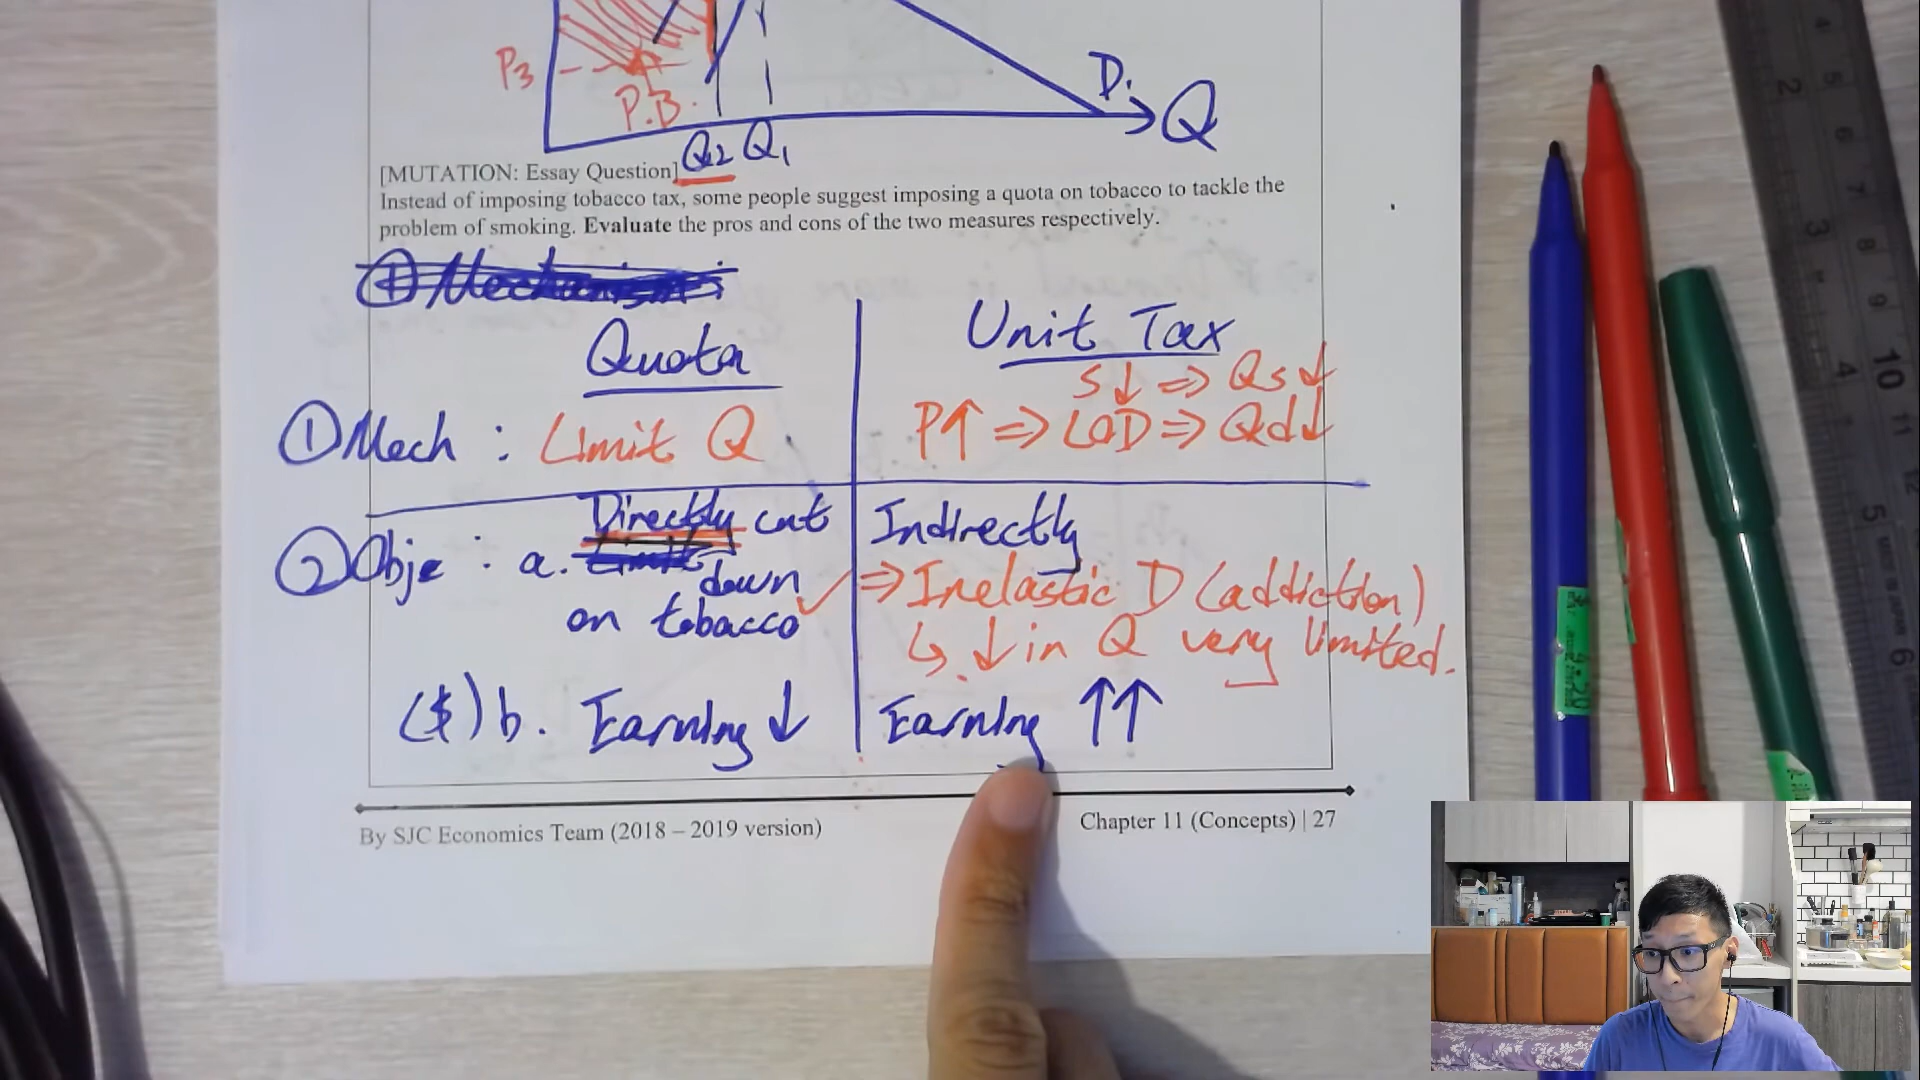 P3
P.B.
D.
Q
Q2 Q1
[MUTATION: Essay Question]
Instead of imposing tobacco tax, some people suggest imposing a quota on tobacco to tackle the
problem of smoking. Evaluate the pros and cons of the two measures respectively.
① Mechanism:
Quota
Unit Tax
S↓ ⇒ Qs↓
① Mech : Limit Q
P↑ ⇒ LOD ⇒ Qd↓
② Obje : a. Directly cut
down
on tobacco ✓
Indirectly
⇒ Inelastic D (addiction)
↳ ↓ in Q very limited.
($) b. Earning ↓
Earning ↑↑
By SJC Economics Team (2018 – 2019 version)
Chapter 11 (Concepts) | 27